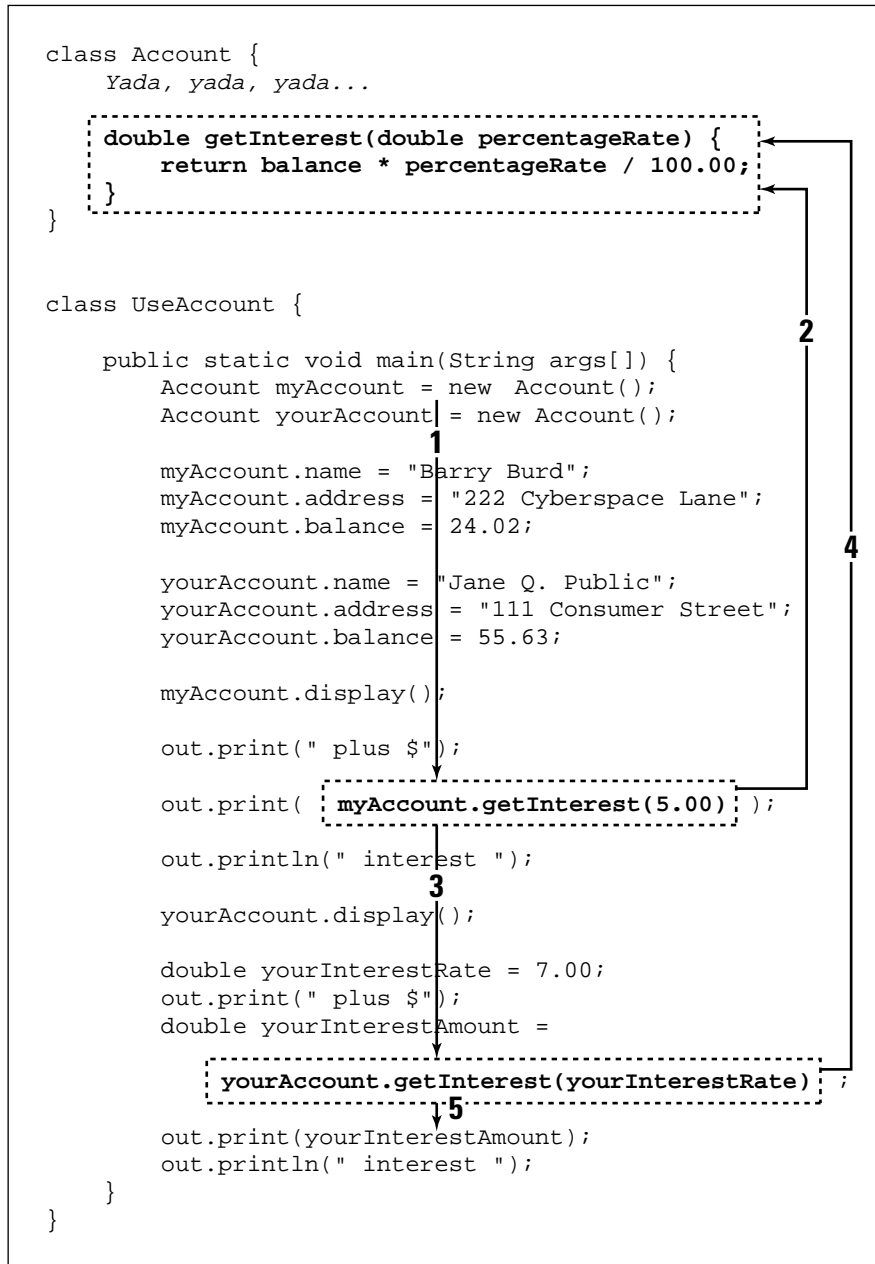 class Account {
Yada, yada, yada...
double getInterest(double percentageRate) {
return balance * percentageRate / 100.00;
}
}
class UseAccount {
2
public static void main(String args[]) {
Account myAccount = new Account();
Account yourAccount = new Account();
1
myAccount.name = "Barry Burd";
myAccount.address = "222 Cyberspace Lane";
myAccount.balance = 24.02;
4
yourAccount.name = "Jane Q. Public";
yourAccount.address = "111 Consumer Street";
yourAccount.balance = 55.63;
myAccount.display();
out.print(" plus $");
out.print( myAccount.getInterest(5.00) );
out.println(" interest ");
3
yourAccount.display();
double yourInterestRate = 7.00;
out.print(" plus $");
double yourInterestAmount =
yourAccount.getInterest(yourInterestRate) ;
5
out.print(yourInterestAmount);
out.println(" interest ");
}
}